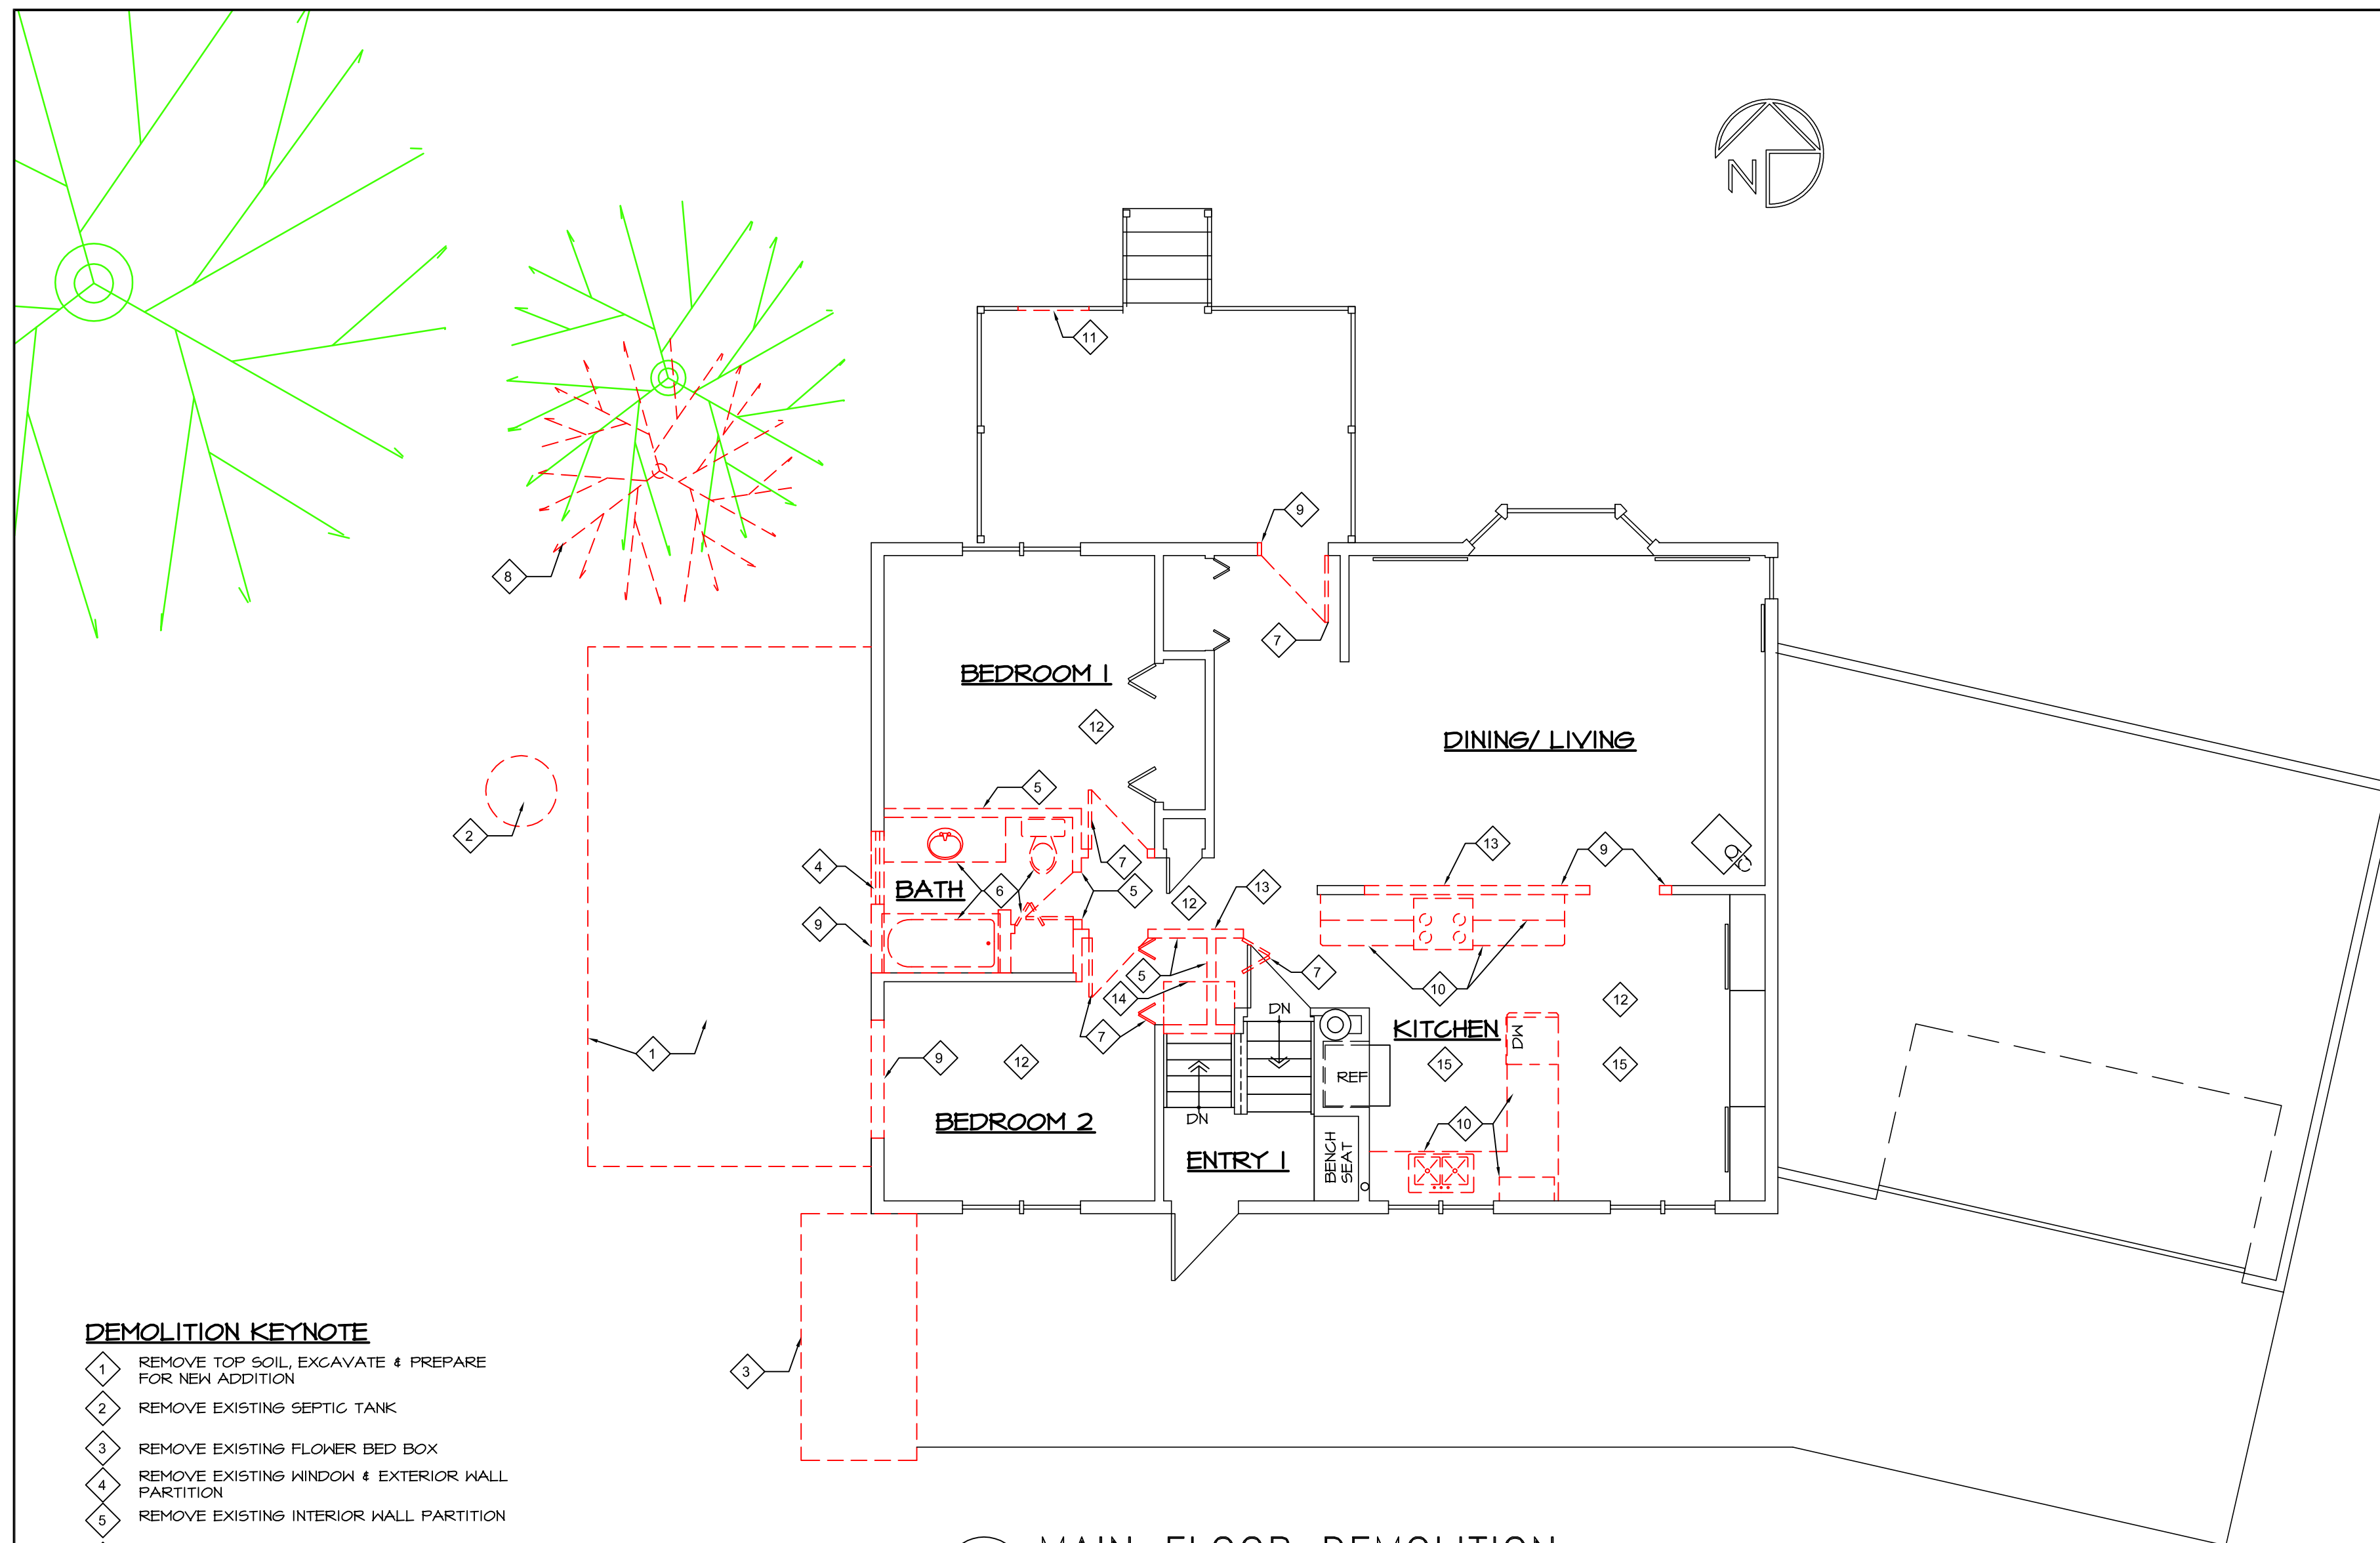 N
11
9
8
7
BEDROOM 1
12
DINING/ LIVING
5
2
4
7
13
9
BATH
6
5
12
13
9
5
14
7
10
12
DN
KITCHEN
DW
1
9
12
7
15
15
REF
DN
10
BEDROOM 2
ENTRY 1
BENCH
SEAT
3
DEMOLITION KEYNOTE
1 REMOVE TOP SOIL, EXCAVATE & PREPARE
FOR NEW ADDITION
2 REMOVE EXISTING SEPTIC TANK
3 REMOVE EXISTING FLOWER BED BOX
4 REMOVE EXISTING WINDOW & EXTERIOR WALL
PARTITION
5 REMOVE EXISTING INTERIOR WALL PARTITION
MAIN FLOOR DEMOLITION